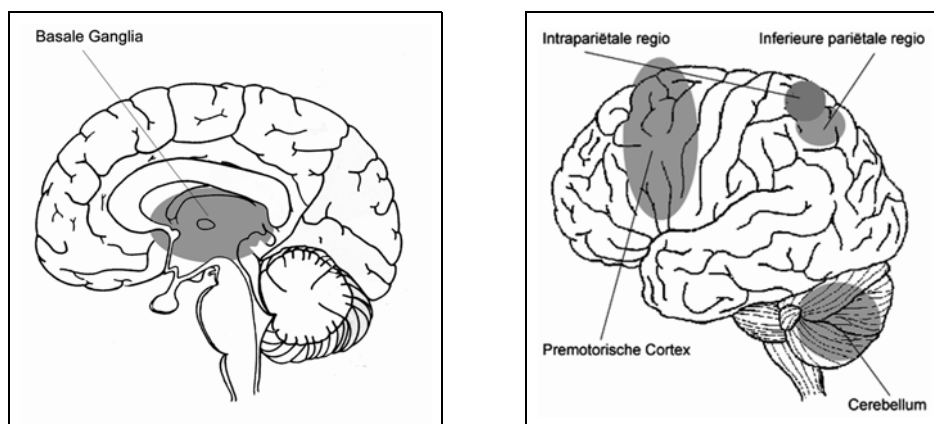 Basale Ganglia
Intrapariëtale regio
Inferieure pariëtale regio
Premotorische Cortex
Cerebellum